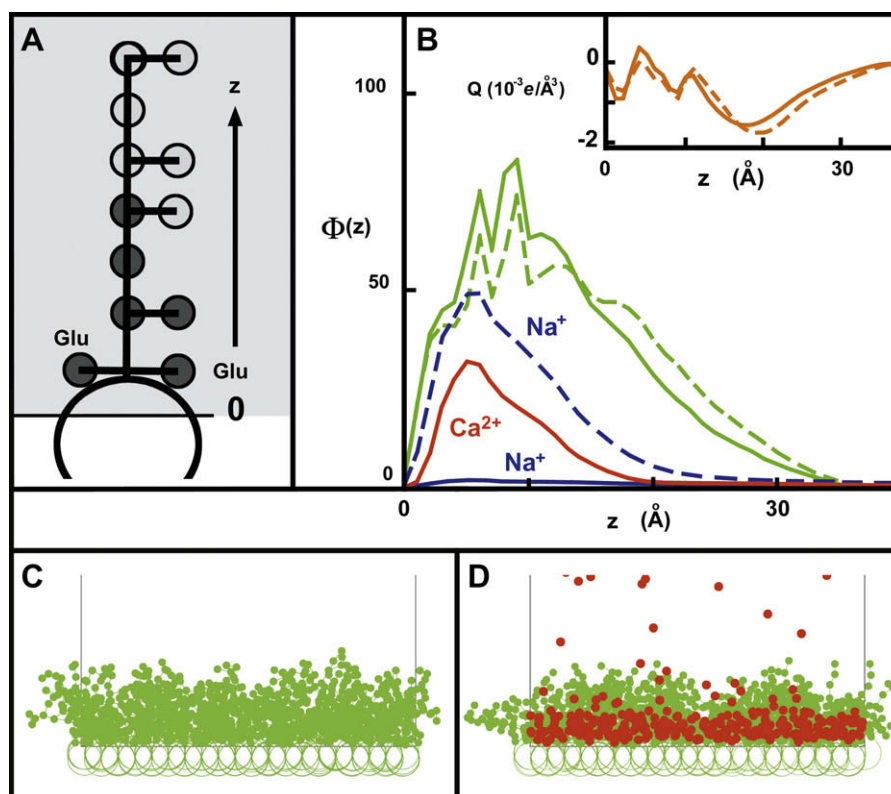 A
z
Glu
Glu
0
B
100
Φ(z)
50
0
Q (10⁻³e/Å³)
0
-2
0
30
z (Å)
Na⁺
Ca²⁺
Na⁺
0
30
z (Å)
C
D